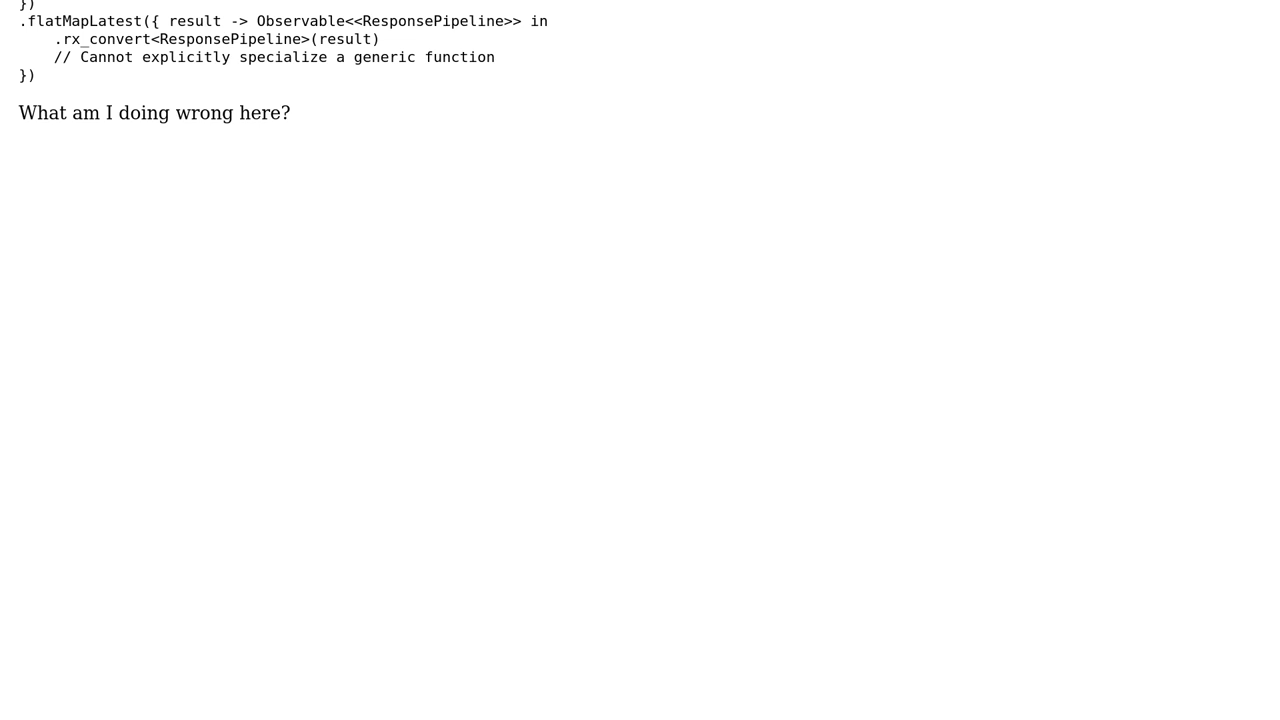 })
.flatMapLatest({ result -> Observable<<ResponsePipeline>> in
    .rx_convert<ResponsePipeline>(result)
    // Cannot explicitly specialize a generic function
})
What am I doing wrong here?